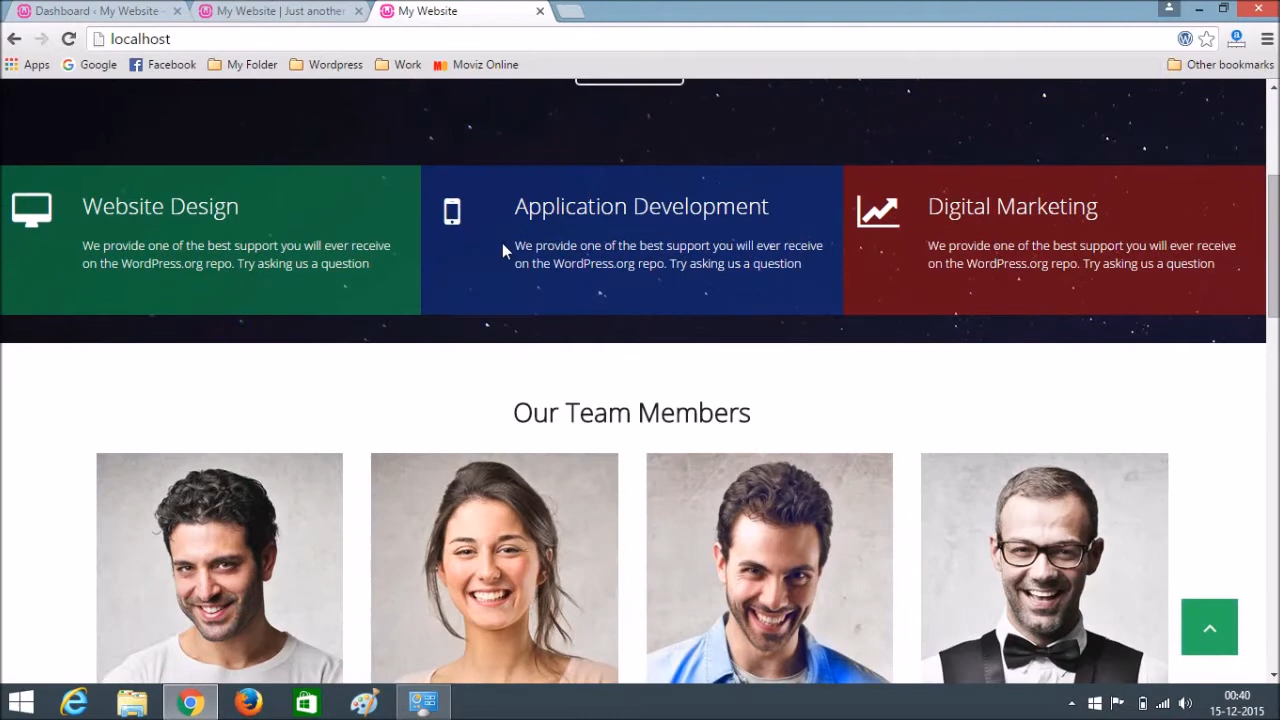 Dashboard ‹ My Website -
My Website | Just another
My Website
localhost
Apps
Google
Facebook
My Folder
Wordpress
Work
Moviz Online
Other bookmarks
Website Design
We provide one of the best support you will ever receive
on the WordPress.org repo. Try asking us a question
Application Development
We provide one of the best support you will ever receive
on the WordPress.org repo. Try asking us a question
Digital Marketing
We provide one of the best support you will ever receive
on the WordPress.org repo. Try asking us a question
Our Team Members
00:40
15-12-2015